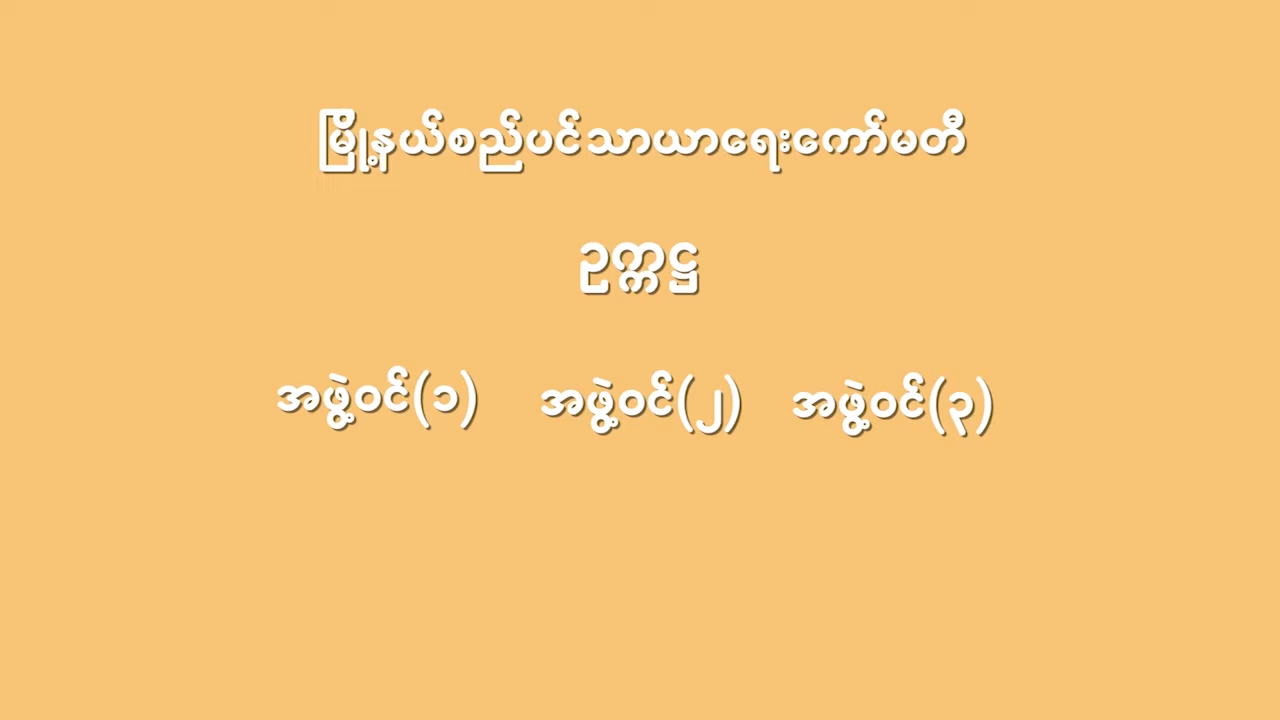 မြို့နယ်စည်ပင်သာယာရေးကော်မတီ
ဥက္ကဋ္ဌ
အဖွဲ့ဝင်(၁) အဖွဲ့ဝင်(၂) အဖွဲ့ဝင်(၃)